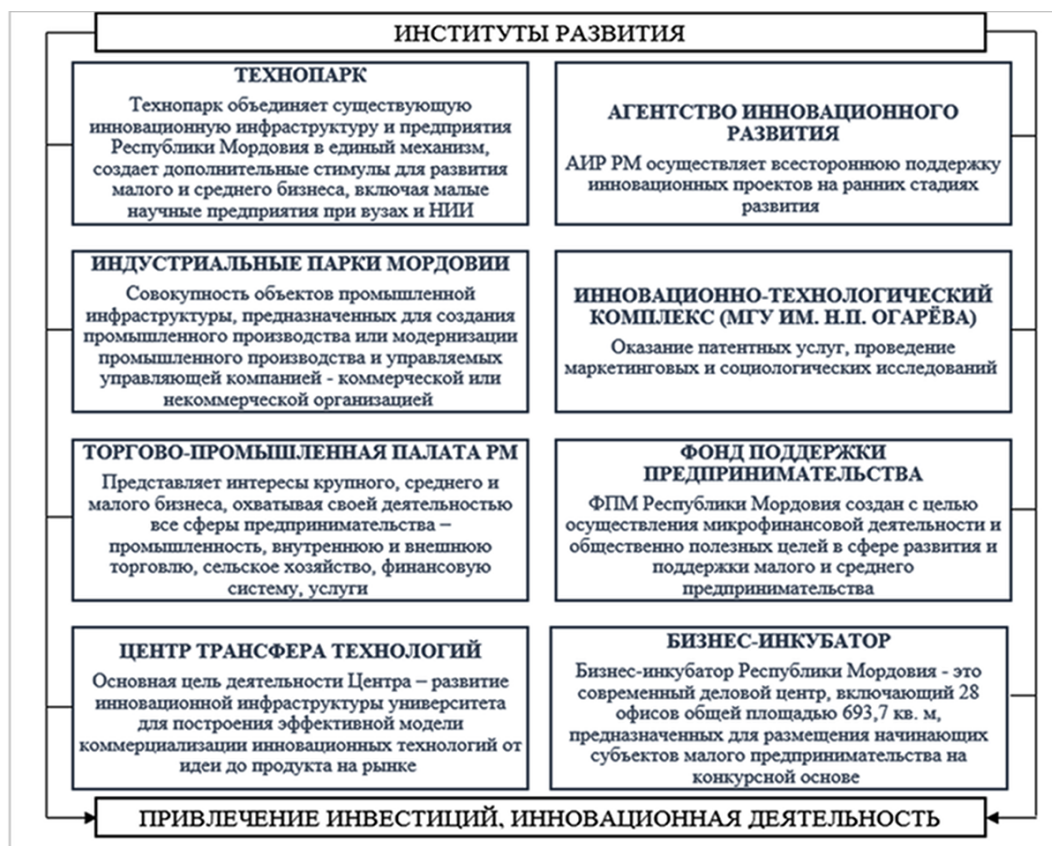 ИНСТИТУТЫ РАЗВИТИЯ
ТЕХНОПАРК
Технопарк объединяет существующую
инновационную инфраструктуру и предприятия
Республики Мордовия в единый механизм,
создает дополнительные стимулы для развития
малого и среднего бизнеса, включая малые
научные предприятия при вузах и НИИ
АГЕНТСТВО ИННОВАЦИОННОГО
РАЗВИТИЯ
АИР РМ осуществляет всестороннюю поддержку
инновационных проектов на ранних стадиях
развития
ИНДУСТРИАЛЬНЫЕ ПАРКИ МОРДОВИИ
Совокупность объектов промышленной
инфраструктуры, предназначенных для создания
промышленного производства или модернизации
промышленного производства и управляемых
управляющей компанией - коммерческой или
некоммерческой организацией
ИННОВАЦИОННО-ТЕХНОЛОГИЧЕСКИЙ
КОМПЛЕКС (МГУ ИМ. Н.П. ОГАРЁВА)
Оказание патентных услуг, проведение
маркетинговых и социологических исследований
ТОРГОВО-ПРОМЫШЛЕННАЯ ПАЛАТА РМ
Представляет интересы крупного, среднего и
малого бизнеса, охватывая своей деятельностью
все сферы предпринимательства –
промышленность, внутреннюю и внешнюю
торговлю, сельское хозяйство, финансовую
систему, услуги
ФОНД ПОДДЕРЖКИ
ПРЕДПРИНИМАТЕЛЬСТВА
ФПМ Республики Мордовия создан с целью
осуществления микрофинансовой деятельности и
общественно полезных целей в сфере развития и
поддержки малого и среднего
предпринимательства
ЦЕНТР ТРАНСФЕРА ТЕХНОЛОГИЙ
Основная цель деятельности Центра – развитие
инновационной инфраструктуры университета
для построения эффективной модели
коммерциализации инновационных технологий от
идеи до продукта на рынке
БИЗНЕС-ИНКУБАТОР
Бизнес-инкубатор Республики Мордовия - это
современный деловой центр, включающий 28
офисов общей площадью 693,7 кв. м,
предназначенных для размещения начинающих
субъектов малого предпринимательства на
конкурсной основе
ПРИВЛЕЧЕНИЕ ИНВЕСТИЦИЙ, ИННОВАЦИОННАЯ ДЕЯТЕЛЬНОСТЬ